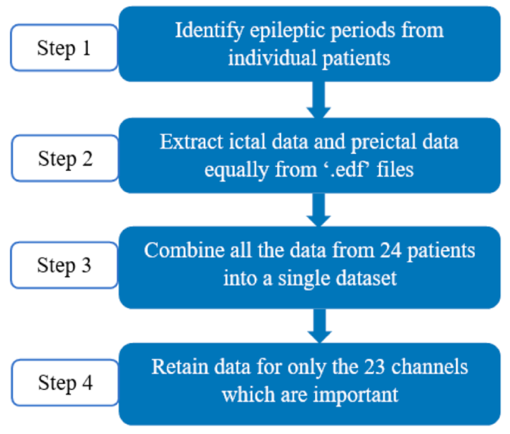 Step 1
Identify epileptic periods from
individual patients
Step 2
Extract ictal data and preictal data
equally from ‘.edf’ files
Step 3
Combine all the data from 24 patients
into a single dataset
Step 4
Retain data for only the 23 channels
which are important